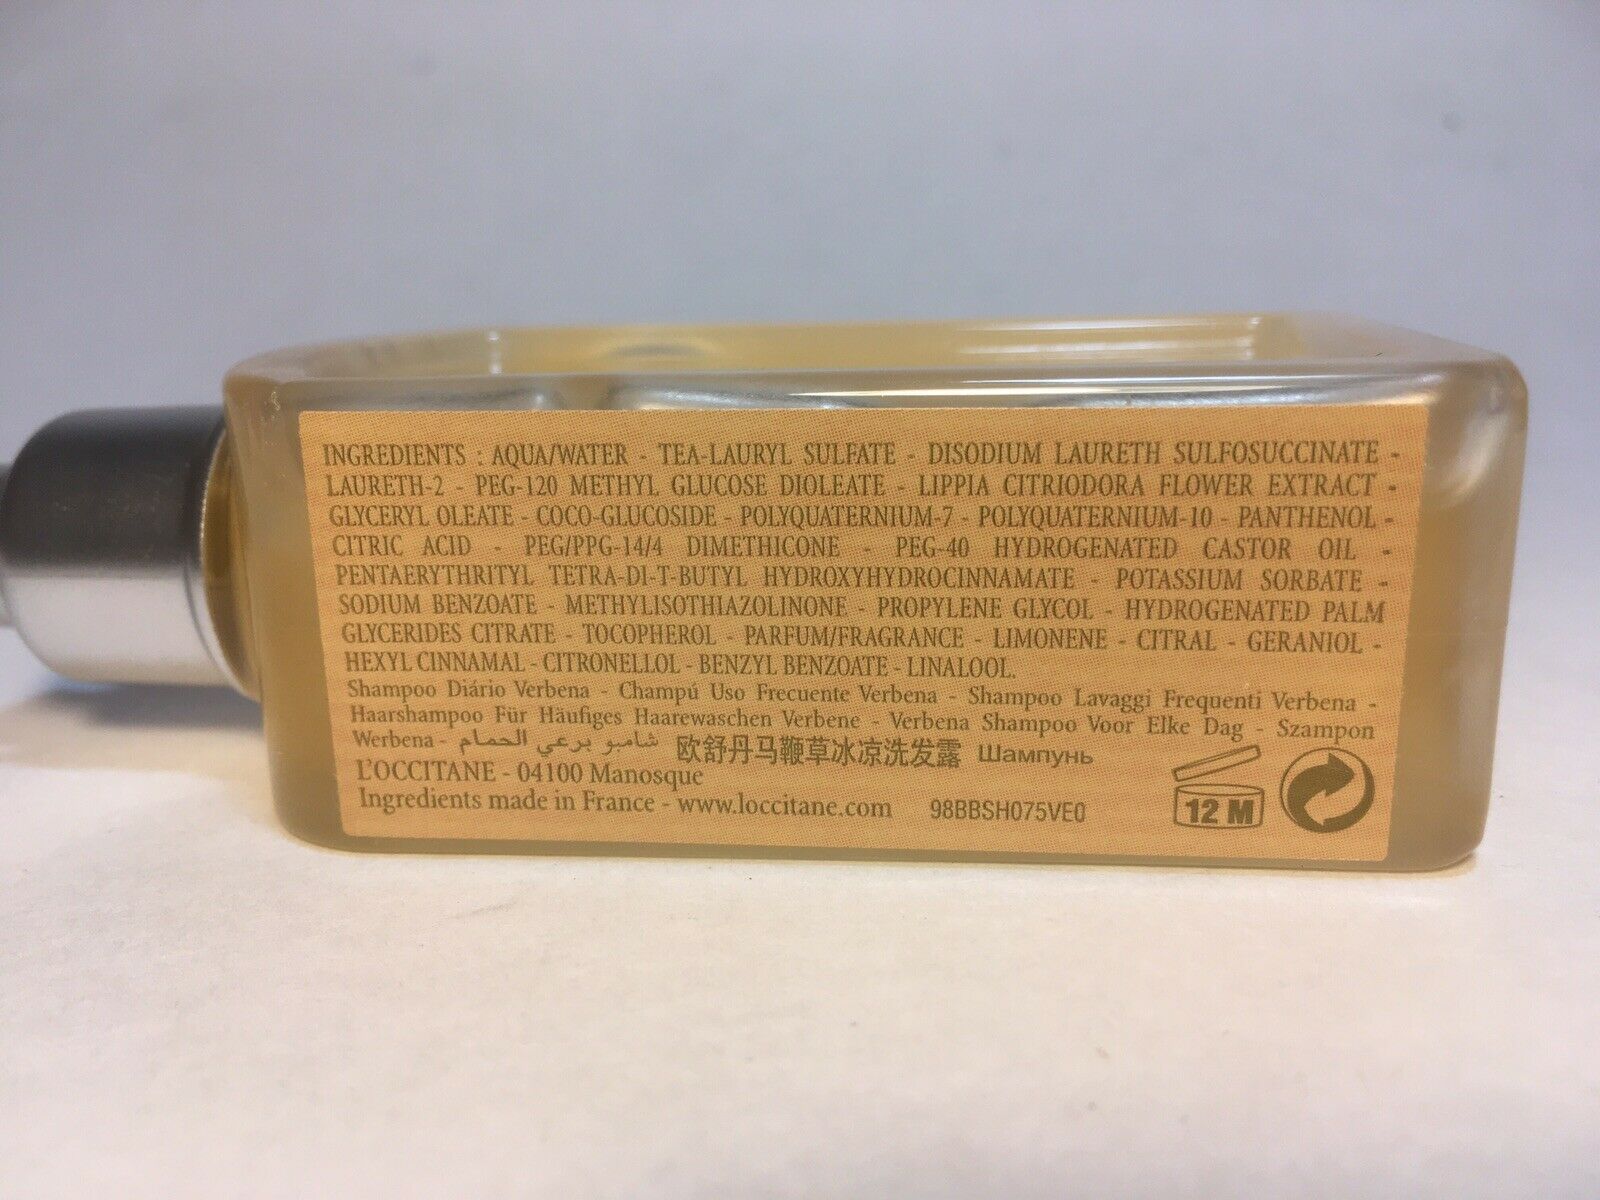 INGREDIENTS : AQUA/WATER - TEA-LAURYL SULFATE - DISODIUM LAURETH SULFOSUCCINATE -
LAURETH-2 - PEG-120 METHYL GLUCOSE DIOLEATE - LIPPIA CITRIODORA FLOWER EXTRACT -
GLYCERYL OLEATE - COCO-GLUCOSIDE - POLYQUATERNIUM-7 - POLYQUATERNIUM-10 - PANTHENOL -
CITRIC ACID - PEG/PPG-14/4 DIMETHICONE - PEG-40 HYDROGENATED CASTOR OIL -
PENTAERYTHRITYL TETRA-DI-T-BUTYL HYDROXYHYDROCINNAMATE - POTASSIUM SORBATE -
SODIUM BENZOATE - METHYLISOTHIAZOLINONE - PROPYLENE GLYCOL - HYDROGENATED PALM
GLYCERIDES CITRATE - TOCOPHEROL - PARFUM/FRAGRANCE - LIMONENE - CITRAL - GERANIOL -
HEXYL CINNAMAL - CITRONELLOL - BENZYL BENZOATE - LINALOOL.
Shampoo Diário Verbena - Champú Uso Frecuente Verbena - Shampoo Lavaggi Frequenti Verbena -
Haarshampoo Für Häufiges Haarewaschen Verbene - Verbena Shampoo Voor Elke Dag - Szampon
Werbena - شامبو برعي الحمام 欧舒丹马鞭草冰凉洗发露 Шампунь
L'OCCITANE - 04100 Manosque
Ingredients made in France - www.loccitane.com 98BBSH075VE0
12 M